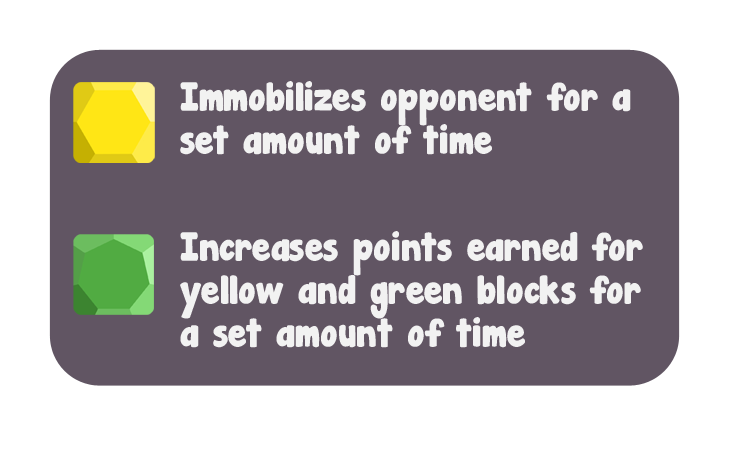 Immobilizes opponent for a
set amount of time
Increases points earned for
yellow and green blocks for
a set amount of time